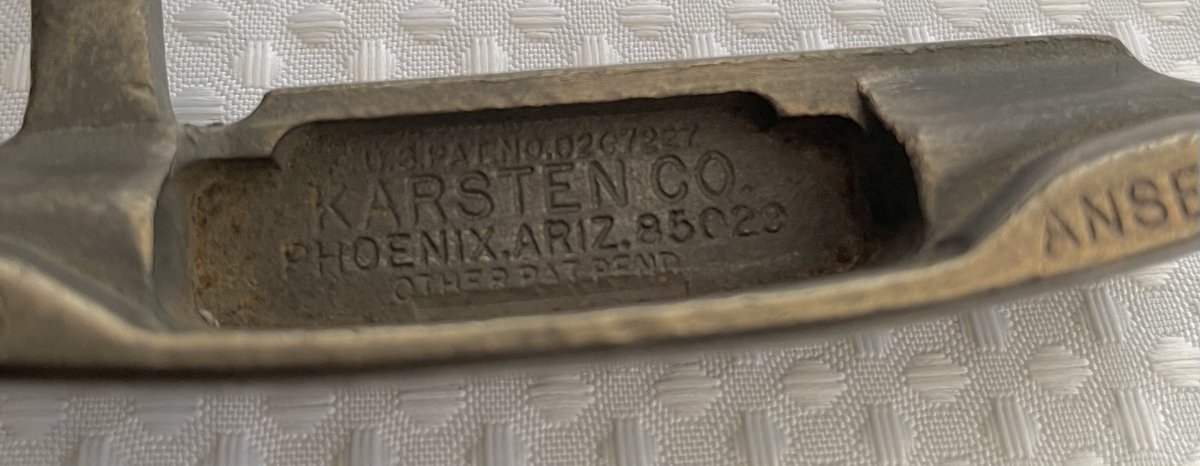 U.S.PAT.NO.D207227
KARSTEN CO.
PHOENIX.ARIZ.85029
OTHER PAT.PEND.
ANSE